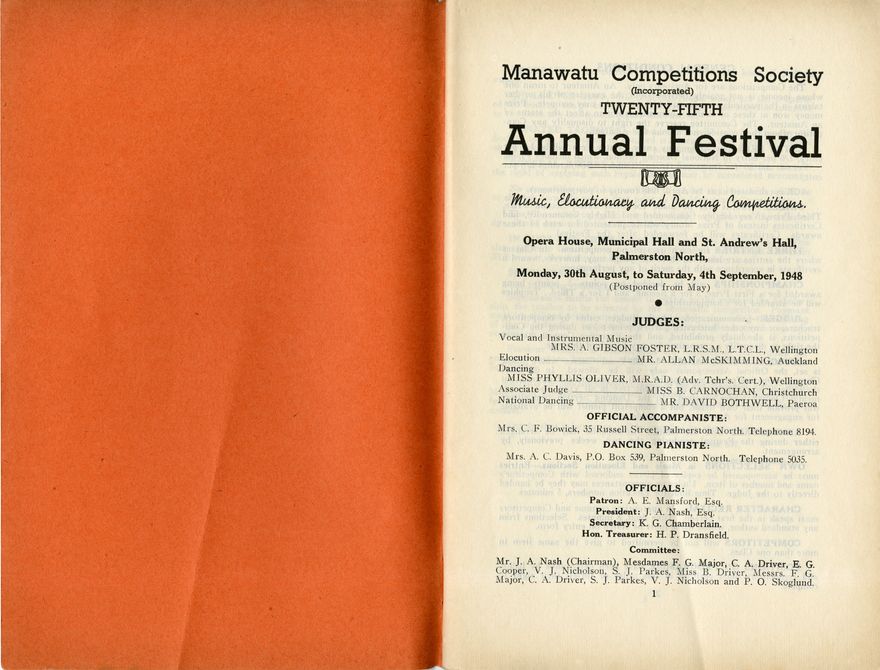 Manawatu Competitions Society
(Incorporated)
TWENTY-FIFTH
Annual Festival
Music, Elocutionary and Dancing Competitions.
Opera House, Municipal Hall and St. Andrew's Hall,
Palmerston North,
Monday, 30th August, to Saturday, 4th September, 1948
(Postponed from May)
JUDGES:
Vocal and Instrumental Music
MRS. A. GIBSON FOSTER, L.R.S.M., L.T.C.L., Wellington
Elocution MR. ALLAN McSKIMMING, Auckland
Dancing
MISS PHYLLIS OLIVER, M.R.A.D. (Adv. Tchr's. Cert.), Wellington
Associate Judge MISS B. CARNOCHAN, Christchurch
National Dancing MR. DAVID BOTHWELL, Paeroa
OFFICIAL ACCOMPANISTE:
Mrs. C. F. Bowick, 35 Russell Street, Palmerston North. Telephone 8194.
DANCING PIANISTE:
Mrs. A. C. Davis, P.O. Box 539, Palmerston North. Telephone 5035.
OFFICIALS:
Patron: A. E. Mansford, Esq.
President: J. A. Nash, Esq.
Secretary: K. G. Chamberlain.
Hon. Treasurer: H. P. Dransfield.
Committee:
Mr. J. A. Nash (Chairman), Mesdames F. G. Major, C. A. Driver, E. G.
Cooper, V. J. Nicholson, S. J. Parkes, Miss B. Driver, Messrs. F. G.
Major, C. A. Driver, S. J. Parkes, V. J. Nicholson and P. O. Skoglund.
1